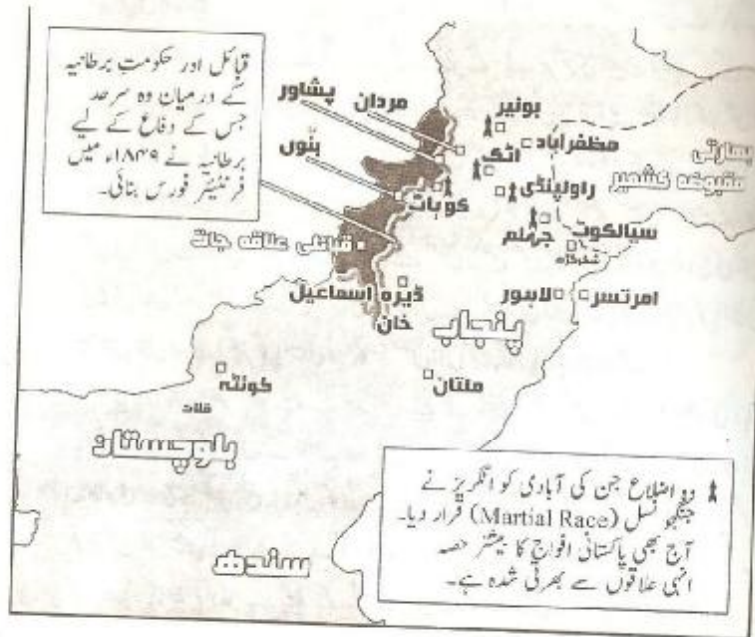 قبائل اور حکومتِ برطانیہ
کے درمیان وہ سرحد
جس کے دفاع کے لیے
برطانیہ نے ۱۸۴۹ء میں
فرنٹیئر فورس بنائی۔
پشاور
مردان
بونیر
بنّوں
اٹک
مظفرآباد
بھارتی
مقبوضہ کشمیر
کوہاٹ
راولپنڈی
قبائلی علاقہ جات
جہلم
سیالکوٹ
شکرگڑھ
ڈیرہ اسماعیل
خان
لاہور
امرتسر
پنجاب
کوئٹہ
ملتان
قلات
بلوچستان
سندھ
وہ اضلاع جن کی آبادی کو انگریز نے
جنگجو نسل (Martial Race) قرار دیا۔
آج بھی پاکستانی افواج کا بیشتر حصہ
انہی علاقوں سے بھرتی شدہ ہے۔